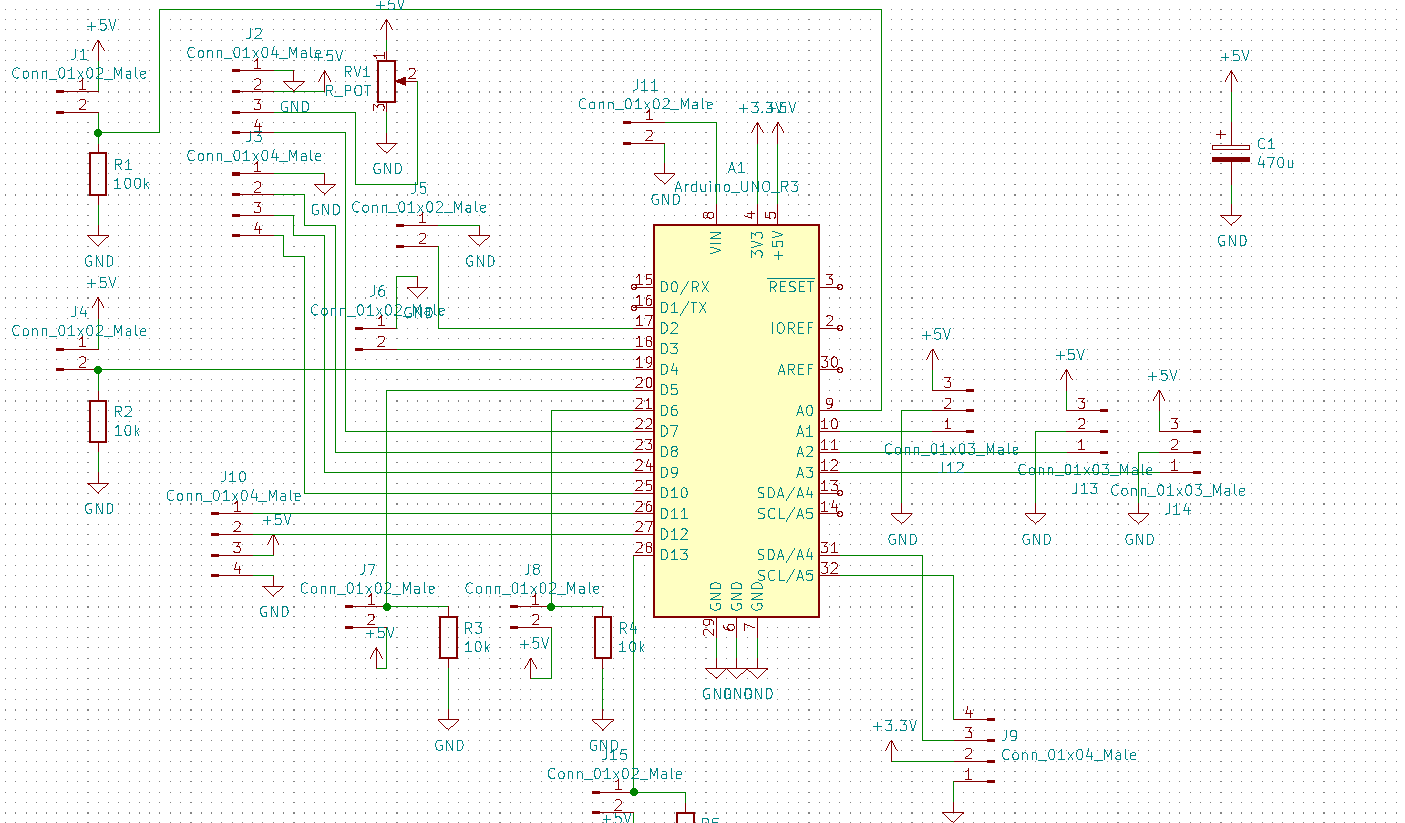 +5V
J1
Conn_01x02_Male
1
2
R1
100k
GND
J2
Conn_01x04_Male
1
2
3
4
+5V
GND
+5V
RV1
R_POT
1
2
3
GND
J3
Conn_01x04_Male
1
2
3
4
GND
J5
Conn_01x02_Male
1
2
GND
J6
Conn_01x02_Male
1
2
GND
+5V
J4
Conn_01x02_Male
1
2
R2
10k
GND
J10
Conn_01x04_Male
1
2
3
4
+5V
GND
J7
Conn_01x02_Male
1
2
+5V
R3
10k
GND
J8
Conn_01x02_Male
1
2
+5V
R4
10k
GND
J15
Conn_01x02_Male
1
2
+5V
J11
Conn_01x02_Male
1
2
GND
+3.3V
+5V
A1
Arduino_UNO_R3
8
4
5
VIN
3V3
+5V
15 D0/RX
16 D1/TX
17 D2
18 D3
19 D4
20 D5
21 D6
22 D7
23 D8
24 D9
25 D10
26 D11
27 D12
28 D13
RESET 3
IOREF 2
AREF 30
A0 9
A1 10
A2 11
A3 12
SDA/A4 13
SCL/A5 14
SDA/A4 31
SCL/A5 32
GND
GND
GND
29
6
7
GND
GND
GND
+5V
3
2
1
Conn_01x03_Male
J12
GND
+5V
3
2
1
Conn_01x03_Male
J13
GND
+5V
3
2
1
Conn_01x03_Male
J14
GND
+5V
+
C1
470u
GND
+3.3V
4
3
2
1
J9
Conn_01x04_Male